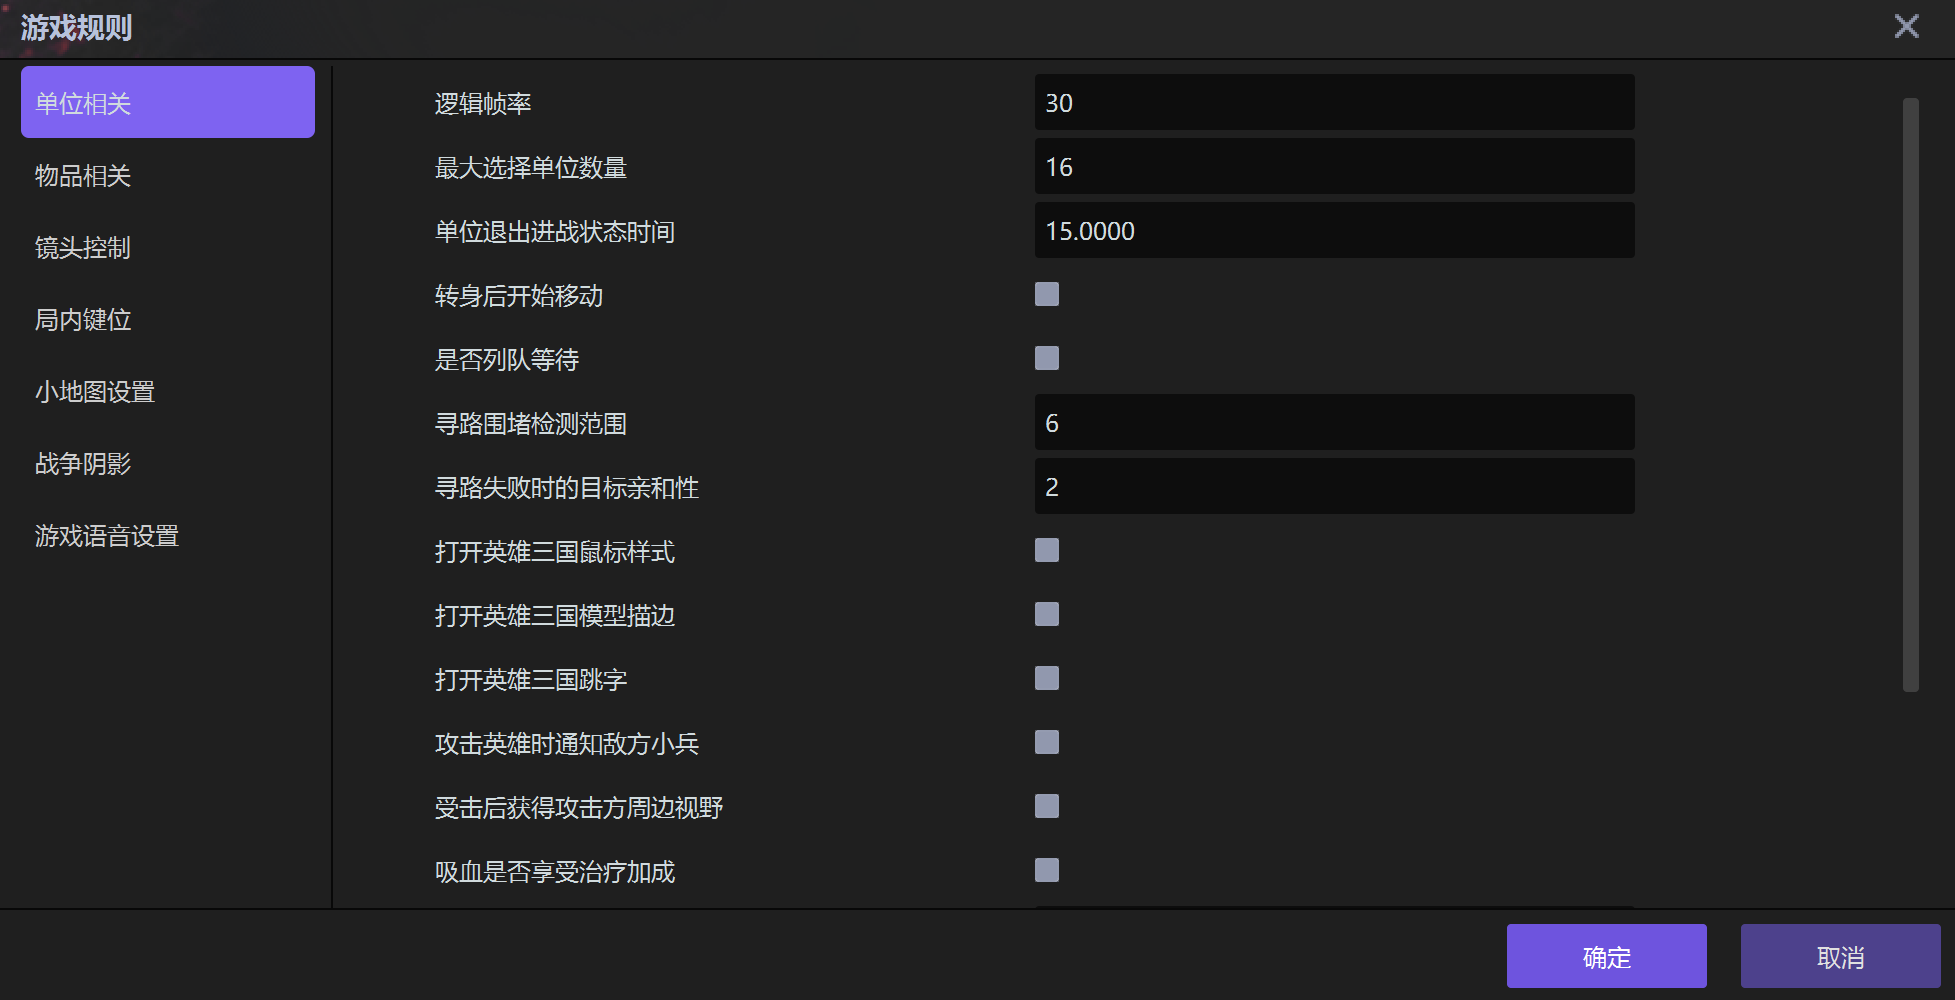 游戏规则
单位相关
物品相关
镜头控制
局内键位
小地图设置
战争阴影
游戏语音设置
逻辑帧率 30
最大选择单位数量 16
单位退出进战状态时间 15.0000
转身后开始移动
是否列队等待
寻路围堵检测范围 6
寻路失败时的目标亲和性 2
打开英雄三国鼠标样式
打开英雄三国模型描边
打开英雄三国跳字
攻击英雄时通知敌方小兵
受击后获得攻击方周边视野
吸血是否享受治疗加成
确定 取消